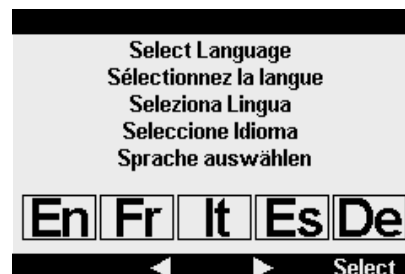 Select Language
Sélectionnez la langue
Seleziona Lingua
Seleccione Idioma
Sprache auswählen
En Fr It Es De
Select